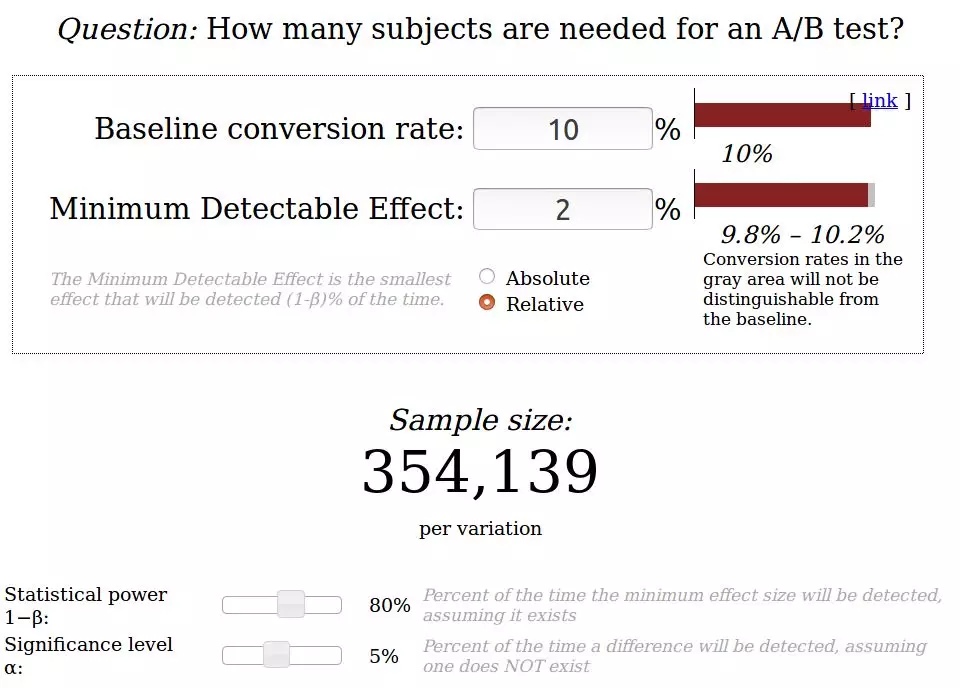 Question: How many subjects are needed for an A/B test?
[ link ]
Baseline conversion rate: 10 %
10%
Minimum Detectable Effect: 2 %
9.8% – 10.2%
The Minimum Detectable Effect is the smallest
effect that will be detected (1-β)% of the time.
Absolute
Relative
Conversion rates in the
gray area will not be
distinguishable from
the baseline.
Sample size:
354,139
per variation
Statistical power
1−β:
80%
Percent of the time the minimum effect size will be detected,
assuming it exists
Significance level
α:
5%
Percent of the time a difference will be detected, assuming
one does NOT exist